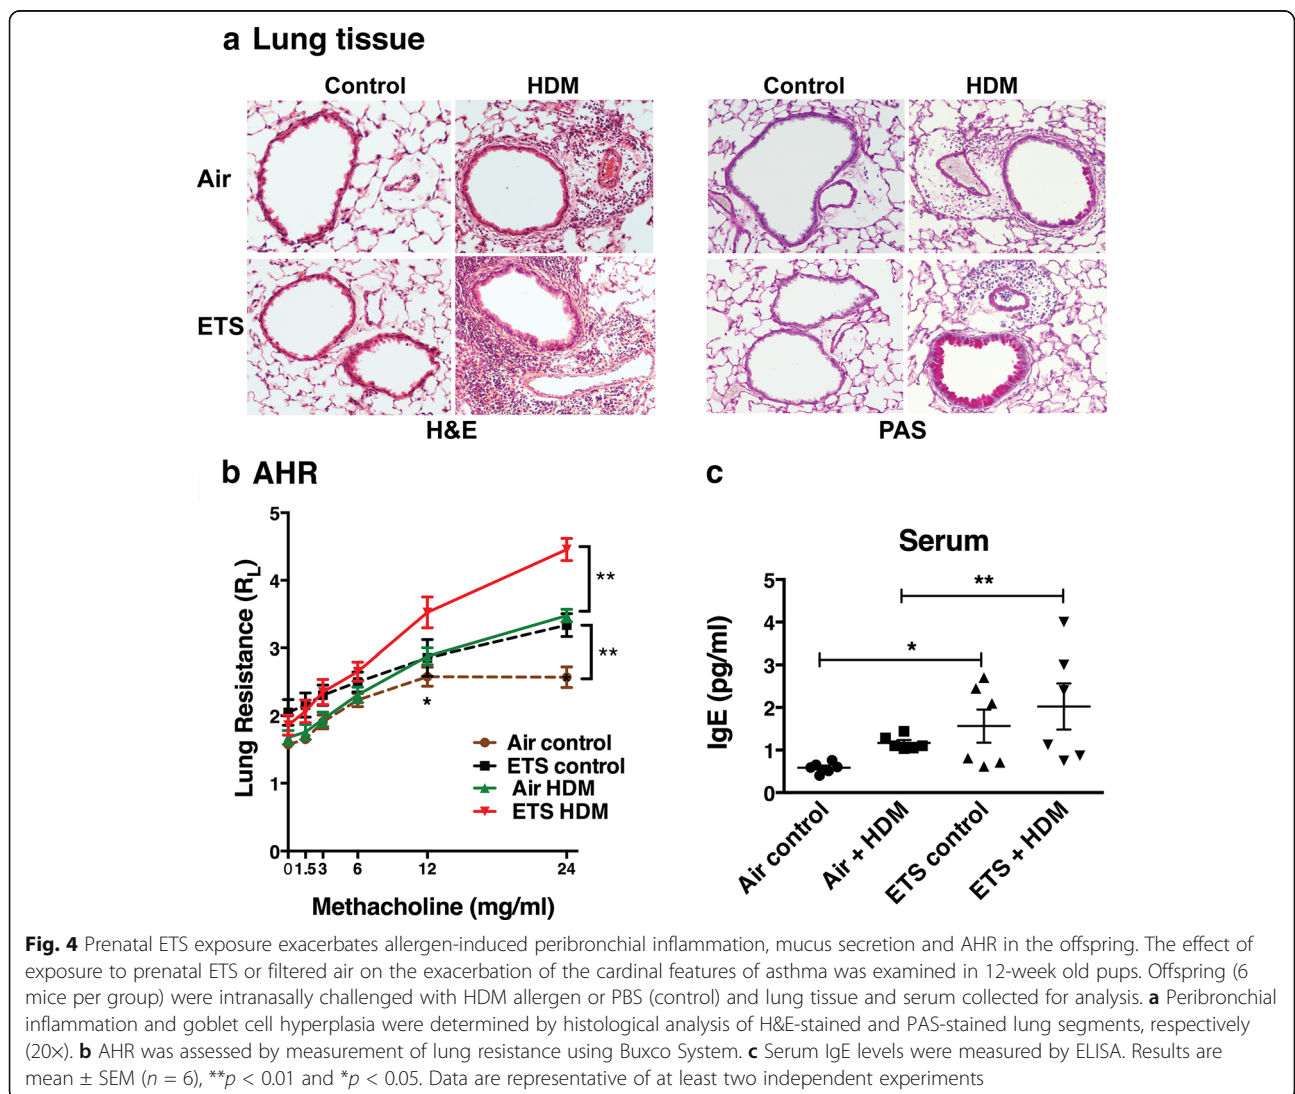 a Lung tissue
Control HDM Control HDM
Air
ETS
H&E PAS
b AHR
5
4
3
2
1
0
Lung Resistance (RL)
**
**
*
Air control
ETS control
Air HDM
ETS HDM
0 1.5 3 6 12 24
Methacholine (mg/ml)
c
Serum
5
4
3
2
1
0
IgE (pg/ml)
**
*
Air control
Air + HDM
ETS control
ETS + HDM
Fig. 4 Prenatal ETS exposure exacerbates allergen-induced peribronchial inflammation, mucus secretion and AHR in the offspring. The effect of
exposure to prenatal ETS or filtered air on the exacerbation of the cardinal features of asthma was examined in 12-week old pups. Offspring (6
mice per group) were intranasally challenged with HDM allergen or PBS (control) and lung tissue and serum collected for analysis. a Peribronchial
inflammation and goblet cell hyperplasia were determined by histological analysis of H&E-stained and PAS-stained lung segments, respectively
(20×). b AHR was assessed by measurement of lung resistance using Buxco System. c Serum IgE levels were measured by ELISA. Results are
mean ± SEM (n = 6), **p < 0.01 and *p < 0.05. Data are representative of at least two independent experiments